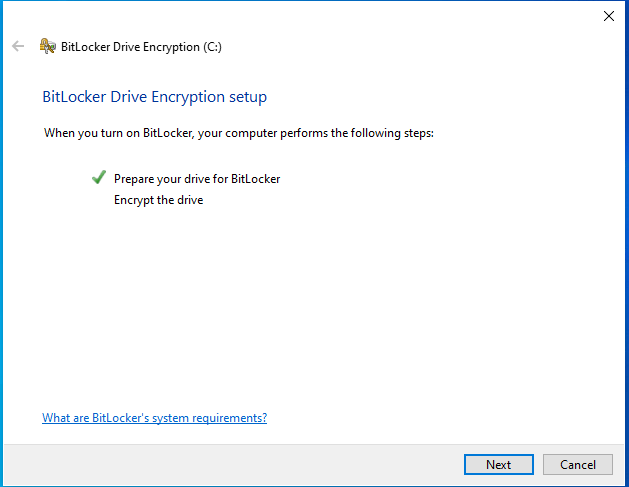 BitLocker Drive Encryption (C:)
BitLocker Drive Encryption setup
When you turn on BitLocker, your computer performs the following steps:
Prepare your drive for BitLocker
Encrypt the drive
What are BitLocker's system requirements?
Next
Cancel